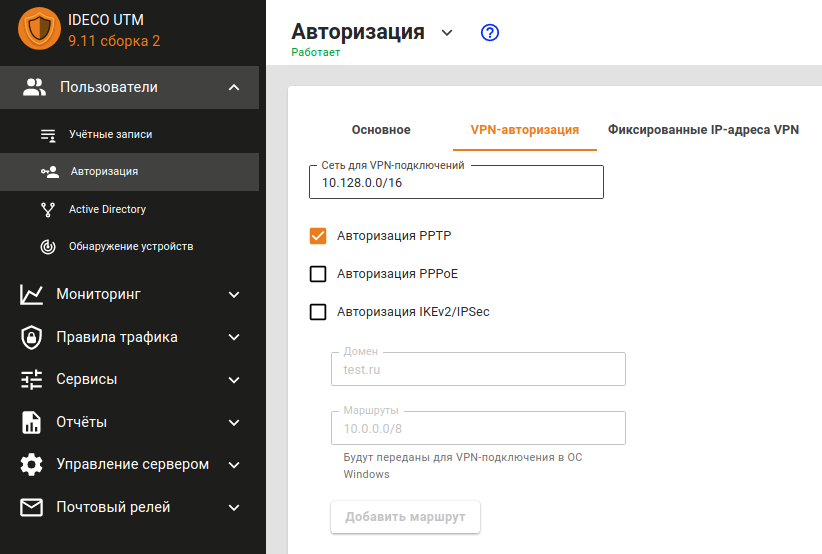 IDECO UTM
9.11 сборка 2
Пользователи
Учётные записи
Авторизация
Active Directory
Обнаружение устройств
Мониторинг
Правила трафика
Сервисы
Отчёты
Управление сервером
Почтовый релей
Авторизация
?
Работает
Основное
VPN-авторизация
Фиксированные IP-адреса VPN
Сеть для VPN-подключений
10.128.0.0/16
Авторизация PPTP
Авторизация PPPoE
Авторизация IKEv2/IPSec
Домен
test.ru
Маршруты
10.0.0.0/8
Будут переданы для VPN-подключения в ОС
Windows
Добавить маршрут